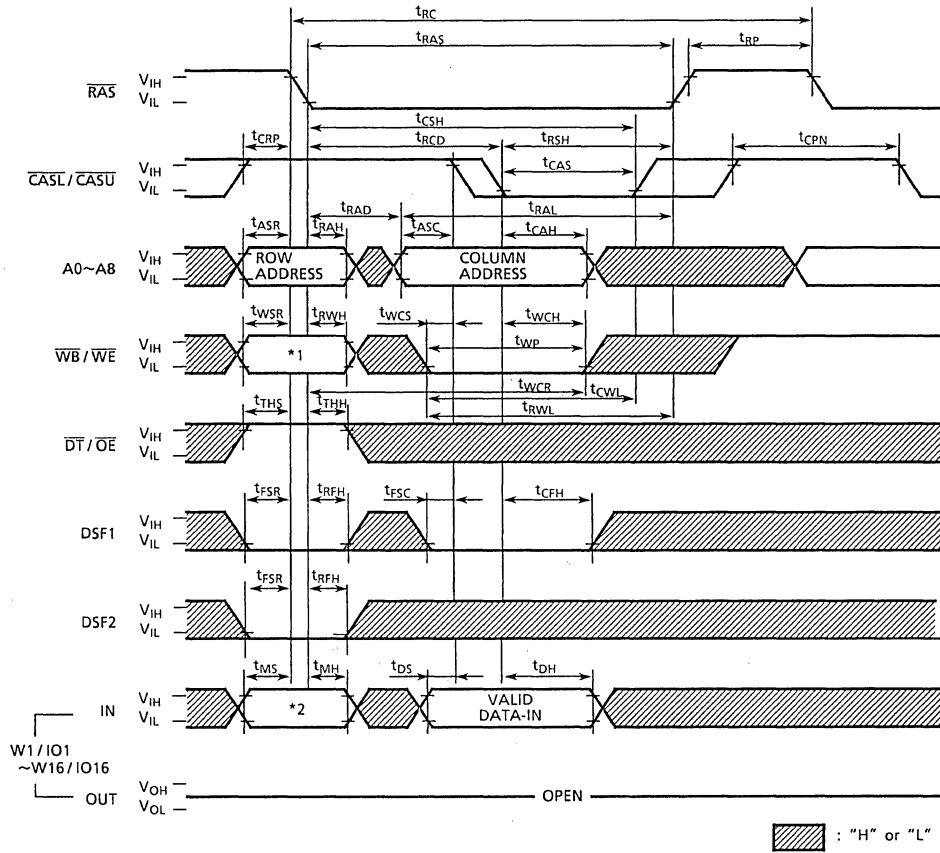 tRC
tRAS
tRP
RAS
VIH
VIL
tCSH
tCRP
tRCD
tRSH
tCPN
tCAS
CASL / CASU
VIH
VIL
tRAD
tRAL
tASR
tRAH
tASC
tCAH
A0~A8
VIH
VIL
ROW
ADDRESS
COLUMN
ADDRESS
tWSR
tRWH
tWCS
tWCH
tWP
WB / WE
VIH
VIL
*1
tWCR
tCWL
tRWL
tTHS
tTHH
DT / OE
VIH
VIL
tFSR
tRFH
tFSC
tCFH
DSF1
VIH
VIL
tFSR
tRFH
DSF2
VIH
VIL
tMS
tMH
tDS
tDH
IN
VIH
VIL
*2
VALID
DATA-IN
W1 / IO1
~W16 / IO16
OUT
VOH
VOL
OPEN
: "H" or "L"